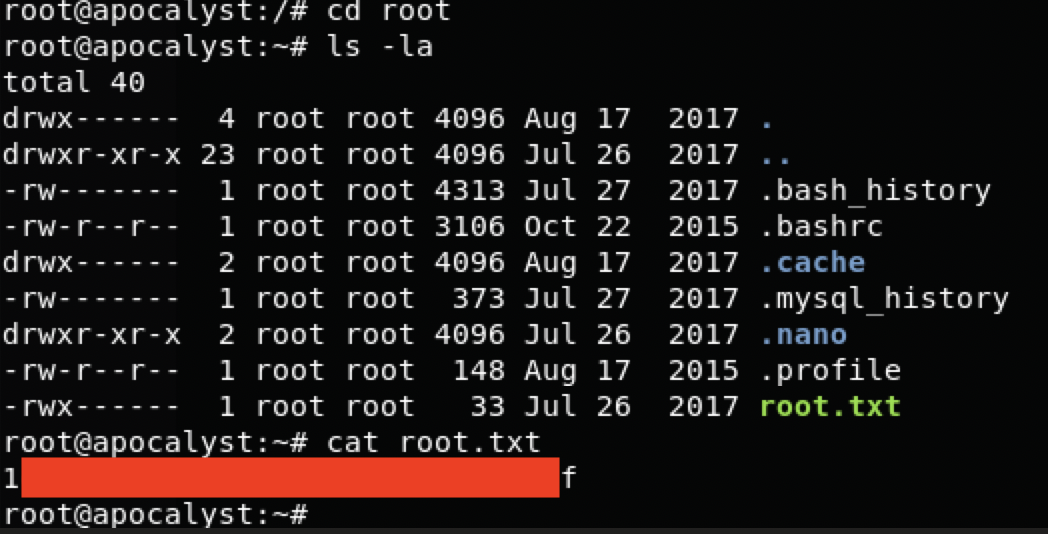 root@apocalyst:/# cd root
root@apocalyst:~# ls -la
total 40
drwx------  4 root root 4096 Aug 17  2017 .
drwxr-xr-x 23 root root 4096 Jul 26  2017 ..
-rw-------  1 root root 4313 Jul 27  2017 .bash_history
-rw-r--r--  1 root root 3106 Oct 22  2015 .bashrc
drwx------  2 root root 4096 Aug 17  2017 .cache
-rw-------  1 root root  373 Jul 27  2017 .mysql_history
drwxr-xr-x  2 root root 4096 Jul 26  2017 .nano
-rw-r--r--  1 root root  148 Aug 17  2015 .profile
-rwx------  1 root root   33 Jul 26  2017 root.txt
root@apocalyst:~# cat root.txt
1 f
root@apocalyst:~#